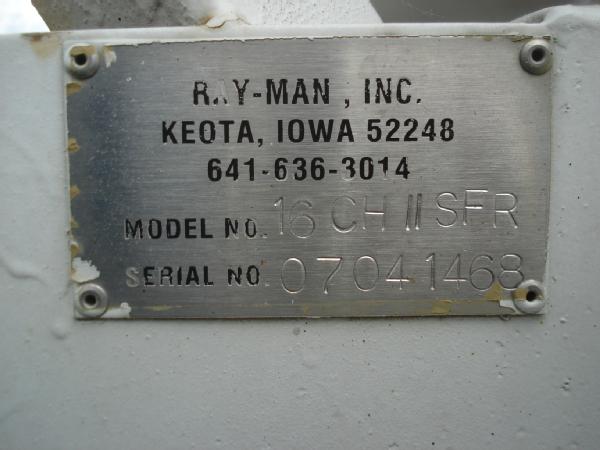 RAY-MAN, INC.
KEOTA, IOWA 52248
641-636-3014
MODEL NO. 16 CH II SFR
SERIAL NO. 07041468